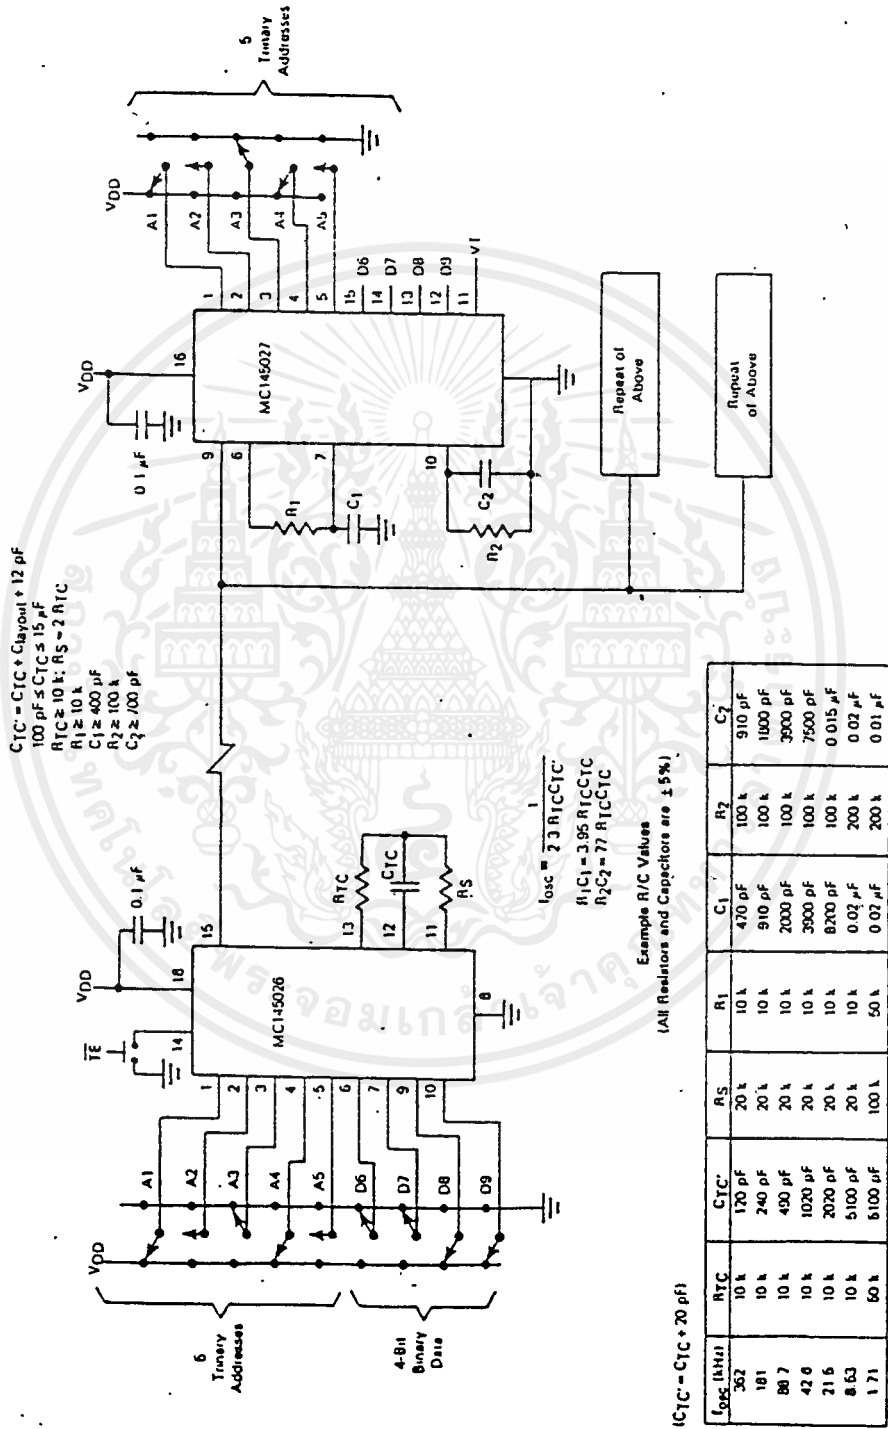 CTC' = CTC + Clayout + 12 pF
100 pF ≤ CTC ≤ 15 µF
RTC ≥ 10 k; RS ~ 2 RTC
R1 ≥ 10 k
C1 ≥ 400 pF
R2 ≥ 100 k
C2 ≥ 700 pF
VDD
TE
14
18
0.1 µF
15
MC145026
1
2
3
4
5
6
7
9
10
8
13
12
11
RTC
CTC
RS
VDD
A1
A2
A3
A4
A5
D6
D7
D8
D9
6
Trinary
Addresses
4-Bit
Binary
Data
VDD
0.1 µF
16
MC145027
9
6
7
10
R1
C1
R2
C2
1
2
3
4
5
15 D6
14 D7
13 D8
12 D9
11 VT
VDD
A1
A2
A3
A4
A5
5
Trinary
Addresses
Repeat of
Above
Repeat
of Above
fosc = 1 / 2 3 RTCCTC'
R1C1 = 3.95 RTCCTC
R2C2 = 77 RTCCTC
Example R/C Values
(All Resistors and Capacitors are ± 5%)
(CTC' = CTC + 20 pF)
fosc (kHz) RTC CTC' RS R1 C1 R2 C2
362 10 k 120 pF 20 k 10 k 470 pF 100 k 910 pF
181 10 k 240 pF 20 k 10 k 910 pF 100 k 1800 pF
88 7 10 k 490 pF 20 k 10 k 2000 pF 100 k 3900 pF
42 6 10 k 1020 pF 20 k 10 k 3900 pF 100 k 7500 pF
21 5 10 k 2020 pF 20 k 10 k 8200 pF 100 k 0 015 µF
8.53 10 k 5100 pF 20 k 10 k 0.02 µF 200 k 0 02 µF
1 71 50 k 5100 pF 100 k 50 k 0 02 µF 200 k 0 01 µF